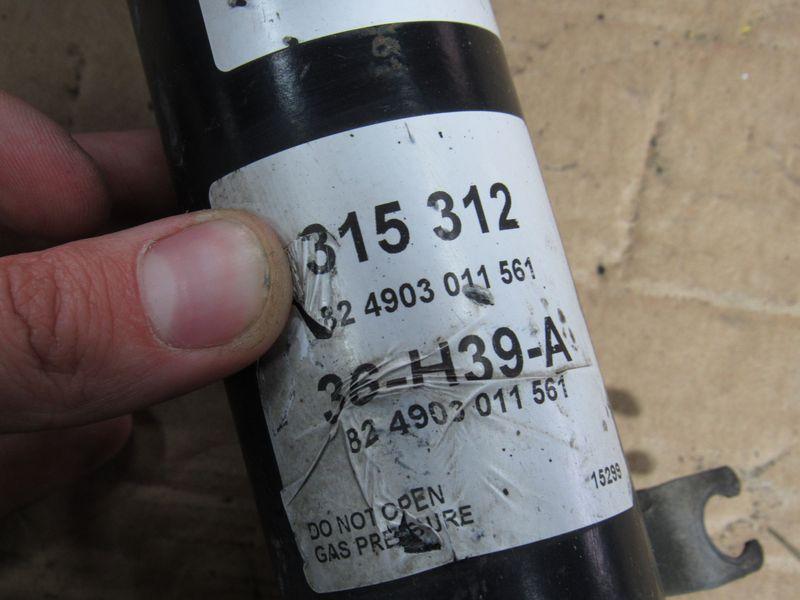 315 312
82 4903 011 561
36-H39-A
82 4903 011 561
15299
DO NOT OPEN
GAS PRESSURE